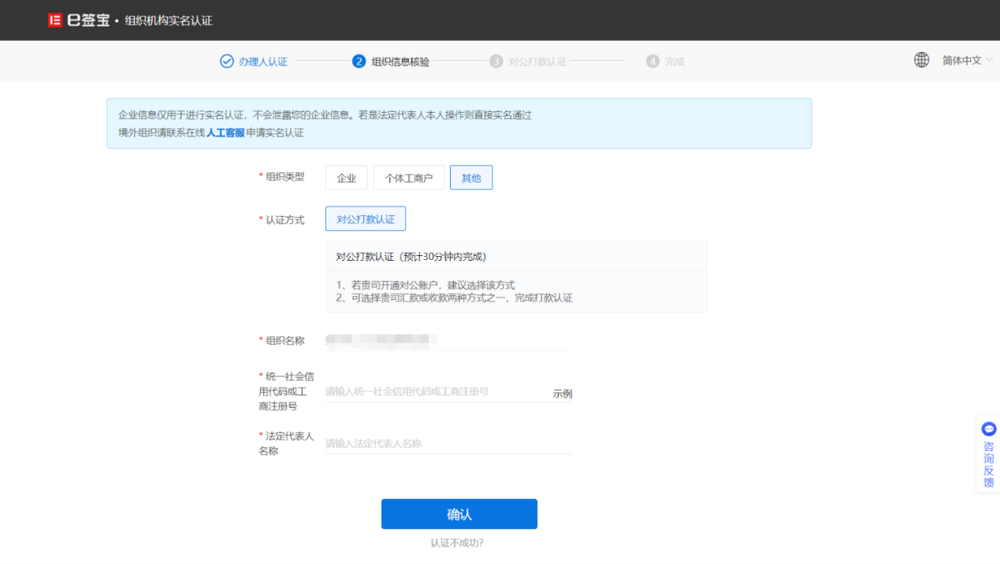 e签宝·组织机构实名认证
办理人认证 2 组织信息核验 3 对公打款认证 4 完成 简体中文
企业信息仅用于进行实名认证，不会泄露您的企业信息。若是法定代表人本人操作则直接实名通过
境外组织请联系在线人工客服申请实名认证
* 组织类型 企业 个体工商户 其他
* 认证方式 对公打款认证
对公打款认证（预计30分钟内完成）
1、若贵司开通对公账户，建议选择该方式
2、可选择贵司汇款或收款两种方式之一，完成打款认证
* 组织名称
* 统一社会信
用代码或工
商注册号
请输入统一社会信用代码或工商注册号 示例
* 法定代表人
名称
请输入法定代表人名称
确认
认证不成功?
咨询反馈